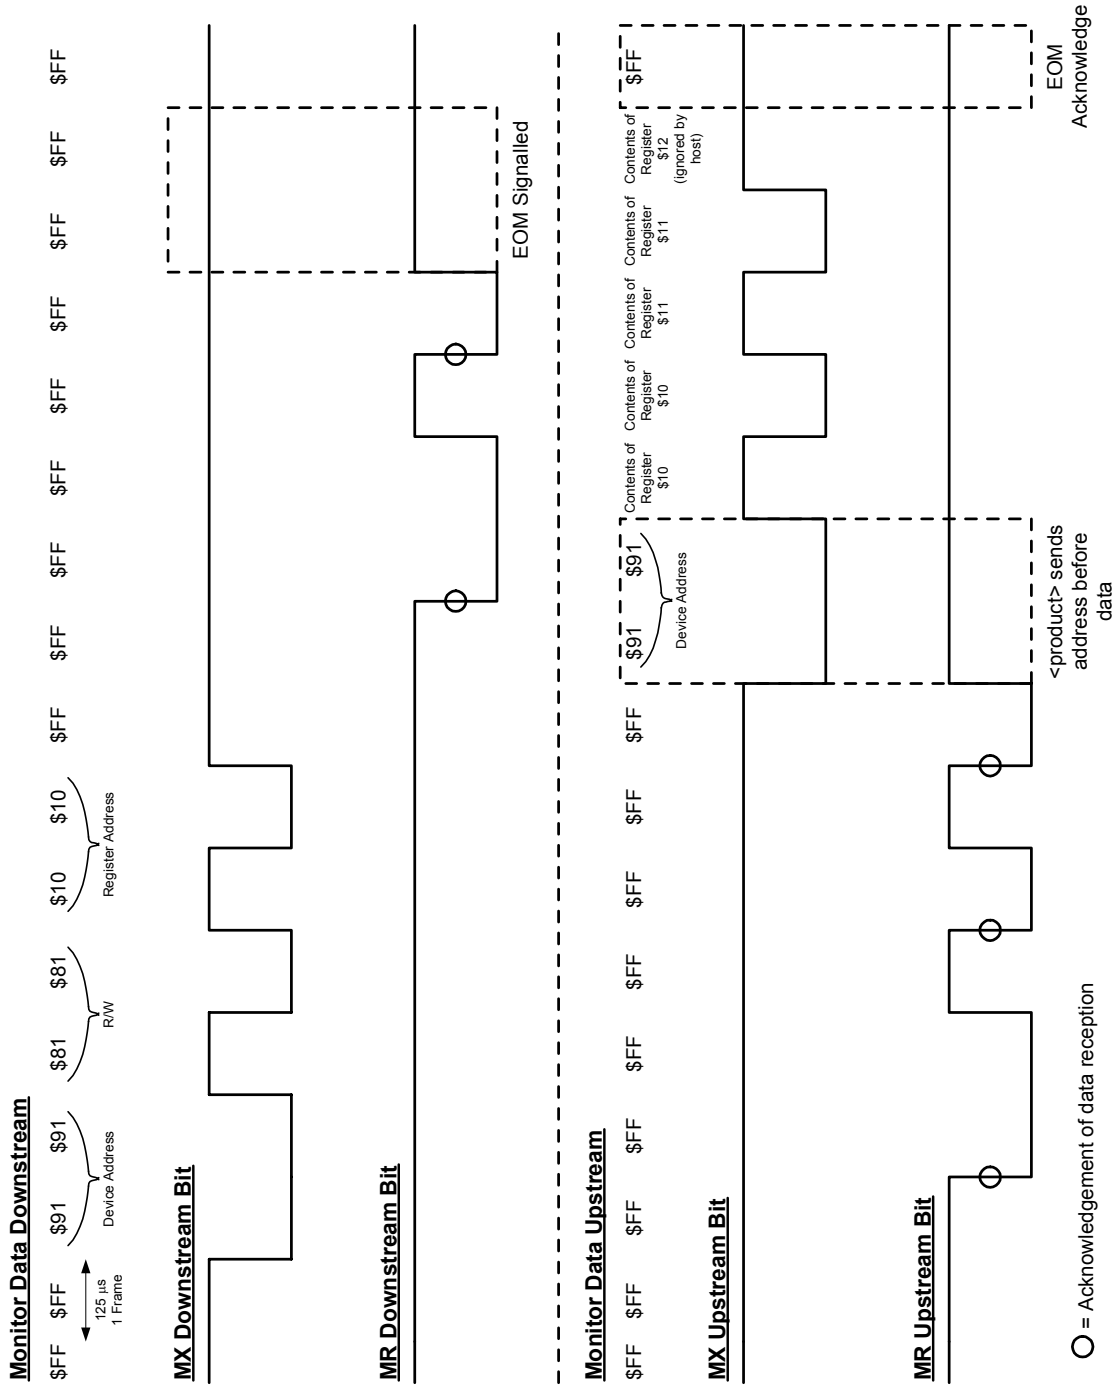 Monitor Data Downstream
$FF $FF $91 $91 $81 $81 $10 $10 $FF $FF $FF $FF $FF $FF $FF $FF $FF
125 µs
1 Frame
Device Address
R/W
Register Address
MX Downstream Bit
MR Downstream Bit
EOM Signalled
Monitor Data Upstream
$FF $FF $FF $FF $FF $FF $FF $FF $FF $91 $91
Device Address
Contents of
Register
$10
Contents of
Register
$10
Contents of
Register
$11
Contents of
Register
$11
Contents of
Register
$12
(ignored by
host)
$FF
MX Upstream Bit
MR Upstream Bit
<product> sends
address before
data
EOM
Acknowledge
= Acknowledgement of data reception